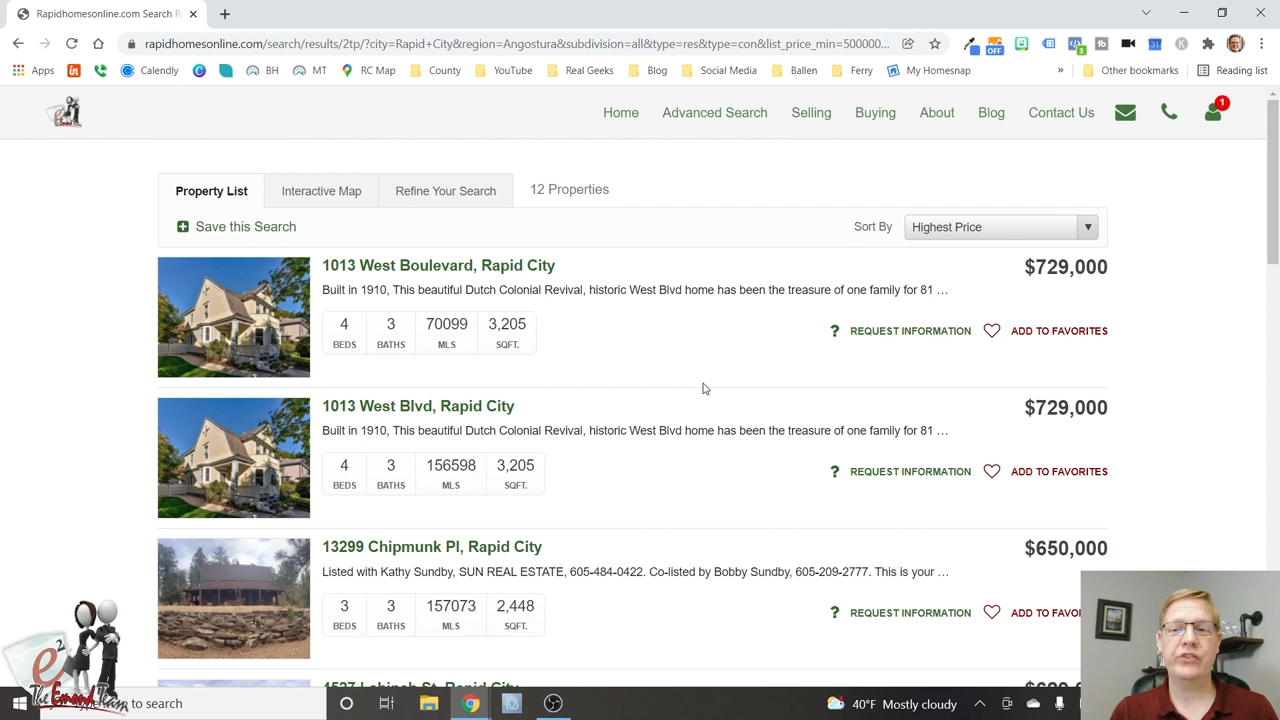 Rapidhomesonline.com Search R
rapidhomesonline.com/search/results/2tp/?city=Rapid+City&region=Angostura&subdivision=all&type=res&type=con&list_price_min=500000...
Apps
Calendly
BH
MT
RC Map
County
YouTube
Real Geeks
Blog
Social Media
Ballen
Ferry
My Homesnap
»
Other bookmarks
Reading list
OFF
3
Home
Advanced Search
Selling
Buying
About
Blog
Contact Us
1
Property List
Interactive Map
Refine Your Search
12 Properties
Save this Search
Sort By
Highest Price
1013 West Boulevard, Rapid City
$729,000
Built in 1910, This beautiful Dutch Colonial Revival, historic West Blvd home has been the treasure of one family for 81 ...
4 3 70099 3,205
BEDS BATHS MLS SQFT.
? REQUEST INFORMATION
ADD TO FAVORITES
1013 West Blvd, Rapid City
$729,000
Built in 1910, This beautiful Dutch Colonial Revival, historic West Blvd home has been the treasure of one family for 81 ...
4 3 156598 3,205
BEDS BATHS MLS SQFT.
? REQUEST INFORMATION
ADD TO FAVORITES
13299 Chipmunk Pl, Rapid City
$650,000
Listed with Kathy Sundby, SUN REAL ESTATE, 605-484-0422. Co-listed by Bobby Sundby, 605-209-2777. This is your ...
3 3 157073 2,448
BEDS BATHS MLS SQFT.
? REQUEST INFORMATION
ADD TO FAVO
e2
The Emond Team
to search
40°F Mostly cloudy